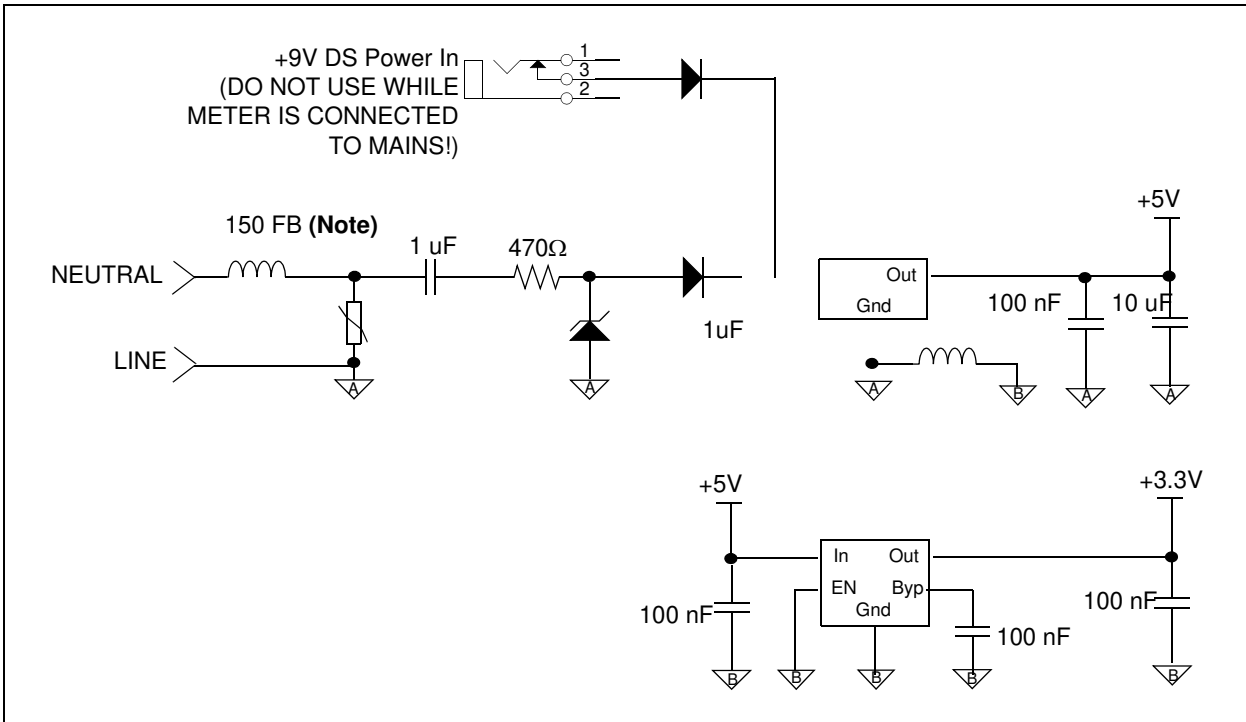 +9V DS Power In
(DO NOT USE WHILE
METER IS CONNECTED
TO MAINS!)
1
3
2
150 FB (Note)
1 uF
470Ω
NEUTRAL
LINE
A
A
1uF
Out
Gnd
+5V
100 nF
10 uF
A
B
A
A
+5V
In
Out
EN
Byp
Gnd
+3.3V
100 nF
100 nF
100 nF
B
B
B
B
B